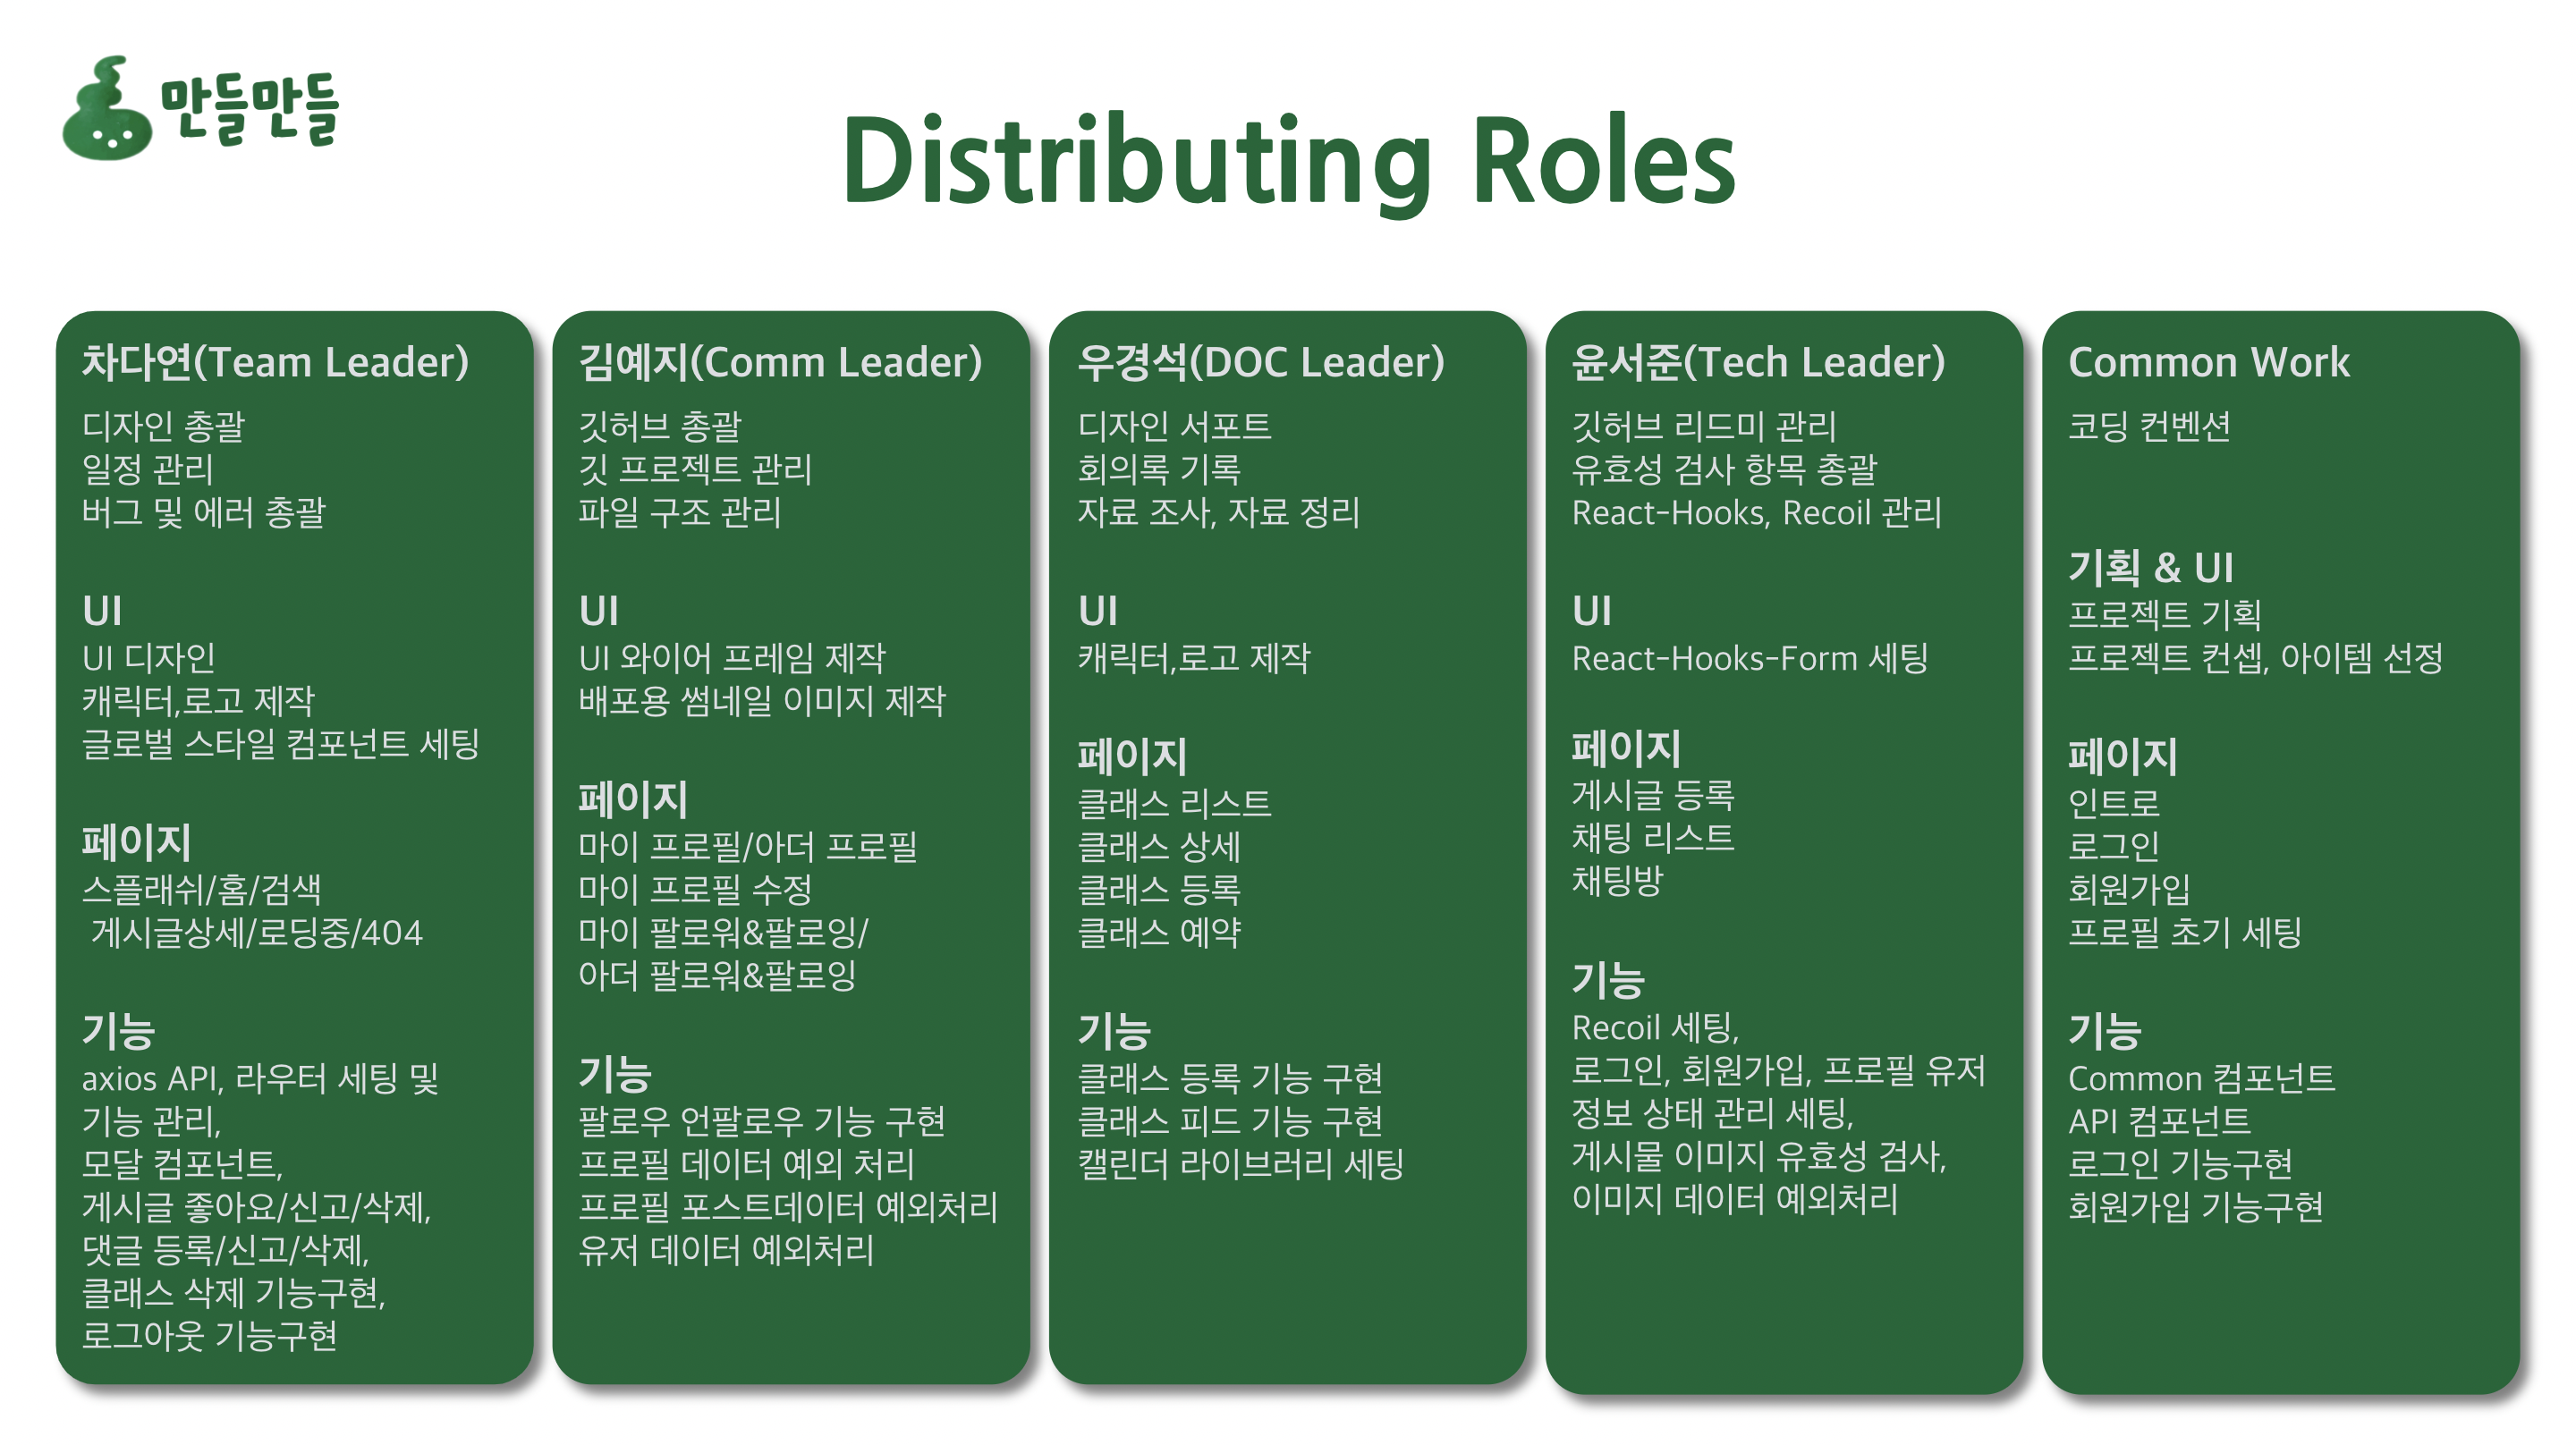 만들만들
Distributing Roles
차다연(Team Leader)
디자인 총괄
일정 관리
버그 및 에러 총괄
UI
UI 디자인
캐릭터,로고 제작
글로벌 스타일 컴포넌트 세팅
페이지
스플래쉬/홈/검색
게시글상세/로딩중/404
기능
axios API, 라우터 세팅 및
기능 관리,
모달 컴포넌트,
게시글 좋아요/신고/삭제,
댓글 등록/신고/삭제,
클래스 삭제 기능구현,
로그아웃 기능구현
김예지(Comm Leader)
깃허브 총괄
깃 프로젝트 관리
파일 구조 관리
UI
UI 와이어 프레임 제작
배포용 썸네일 이미지 제작
페이지
마이 프로필/아더 프로필
마이 프로필 수정
마이 팔로워&팔로잉/
아더 팔로워&팔로잉
기능
팔로우 언팔로우 기능 구현
프로필 데이터 예외 처리
프로필 포스트데이터 예외처리
유저 데이터 예외처리
우경석(DOC Leader)
디자인 서포트
회의록 기록
자료 조사, 자료 정리
UI
캐릭터,로고 제작
페이지
클래스 리스트
클래스 상세
클래스 등록
클래스 예약
기능
클래스 등록 기능 구현
클래스 피드 기능 구현
캘린더 라이브러리 세팅
윤서준(Tech Leader)
깃허브 리드미 관리
유효성 검사 항목 총괄
React-Hooks, Recoil 관리
UI
React-Hooks-Form 세팅
페이지
게시글 등록
채팅 리스트
채팅방
기능
Recoil 세팅,
로그인, 회원가입, 프로필 유저
정보 상태 관리 세팅,
게시물 이미지 유효성 검사,
이미지 데이터 예외처리
Common Work
코딩 컨벤션
기획 & UI
프로젝트 기획
프로젝트 컨셉, 아이템 선정
페이지
인트로
로그인
회원가입
프로필 초기 세팅
기능
Common 컴포넌트
API 컴포넌트
로그인 기능구현
회원가입 기능구현